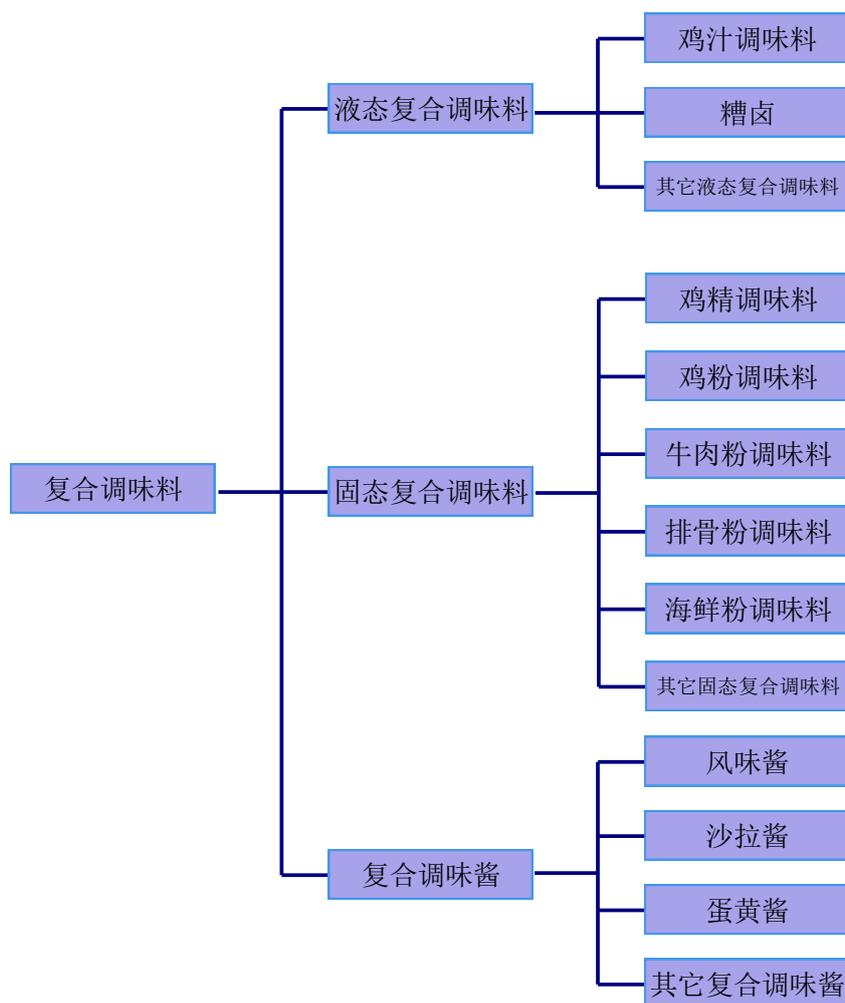 复合调味料
液态复合调味料
鸡汁调味料
糟卤
其它液态复合调味料
固态复合调味料
鸡精调味料
鸡粉调味料
牛肉粉调味料
排骨粉调味料
海鲜粉调味料
其它固态复合调味料
复合调味酱
风味酱
沙拉酱
蛋黄酱
其它复合调味酱